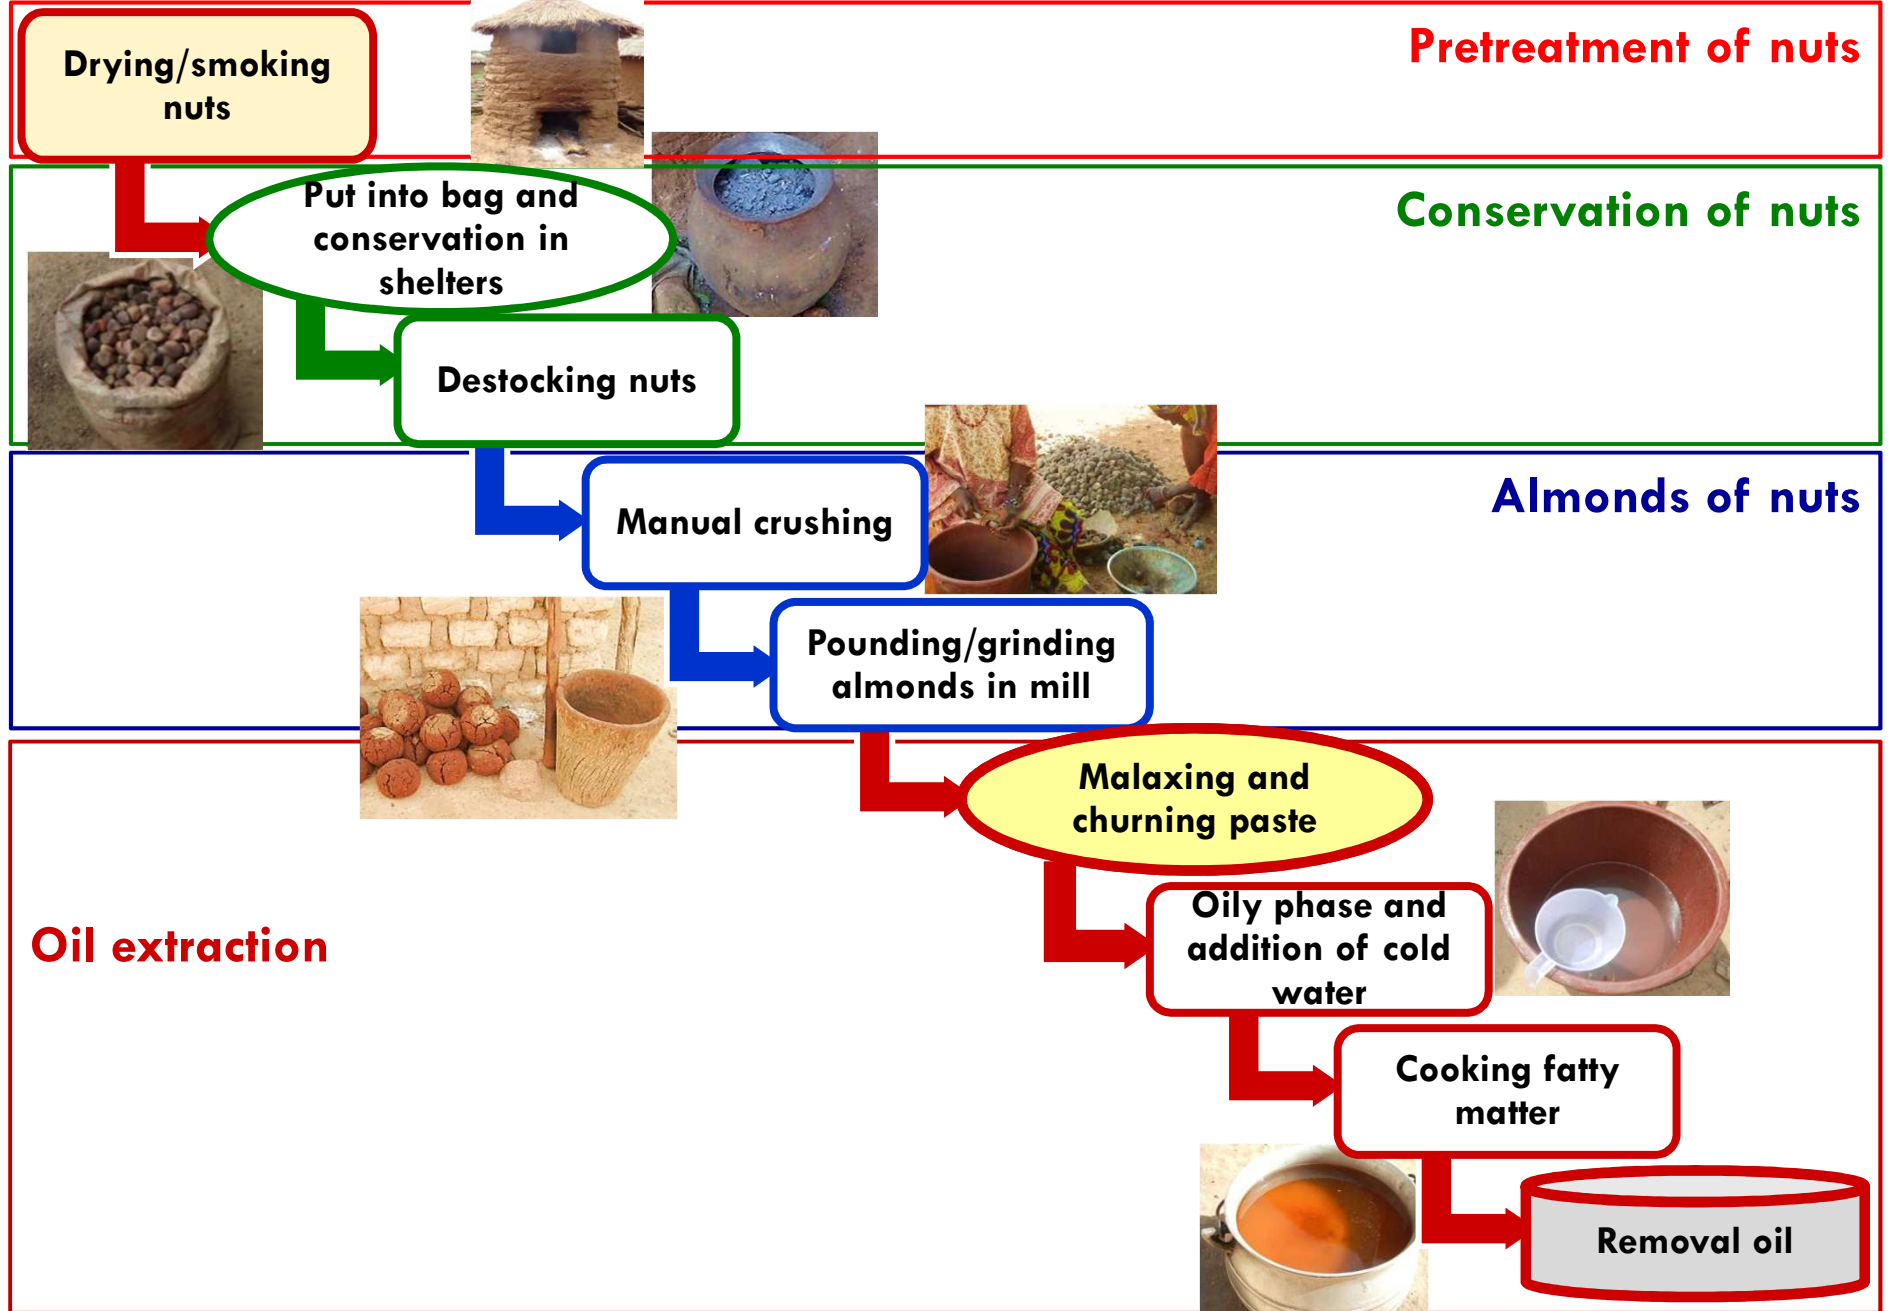 Drying/smoking
nuts
Pretreatment of nuts
Put into bag and
conservation in
shelters
Conservation of nuts
Destocking nuts
Manual crushing
Almonds of nuts
Pounding/grinding
almonds in mill
Malaxing and
churning paste
Oil extraction
Oily phase and
addition of cold
water
Cooking fatty
matter
Removal oil